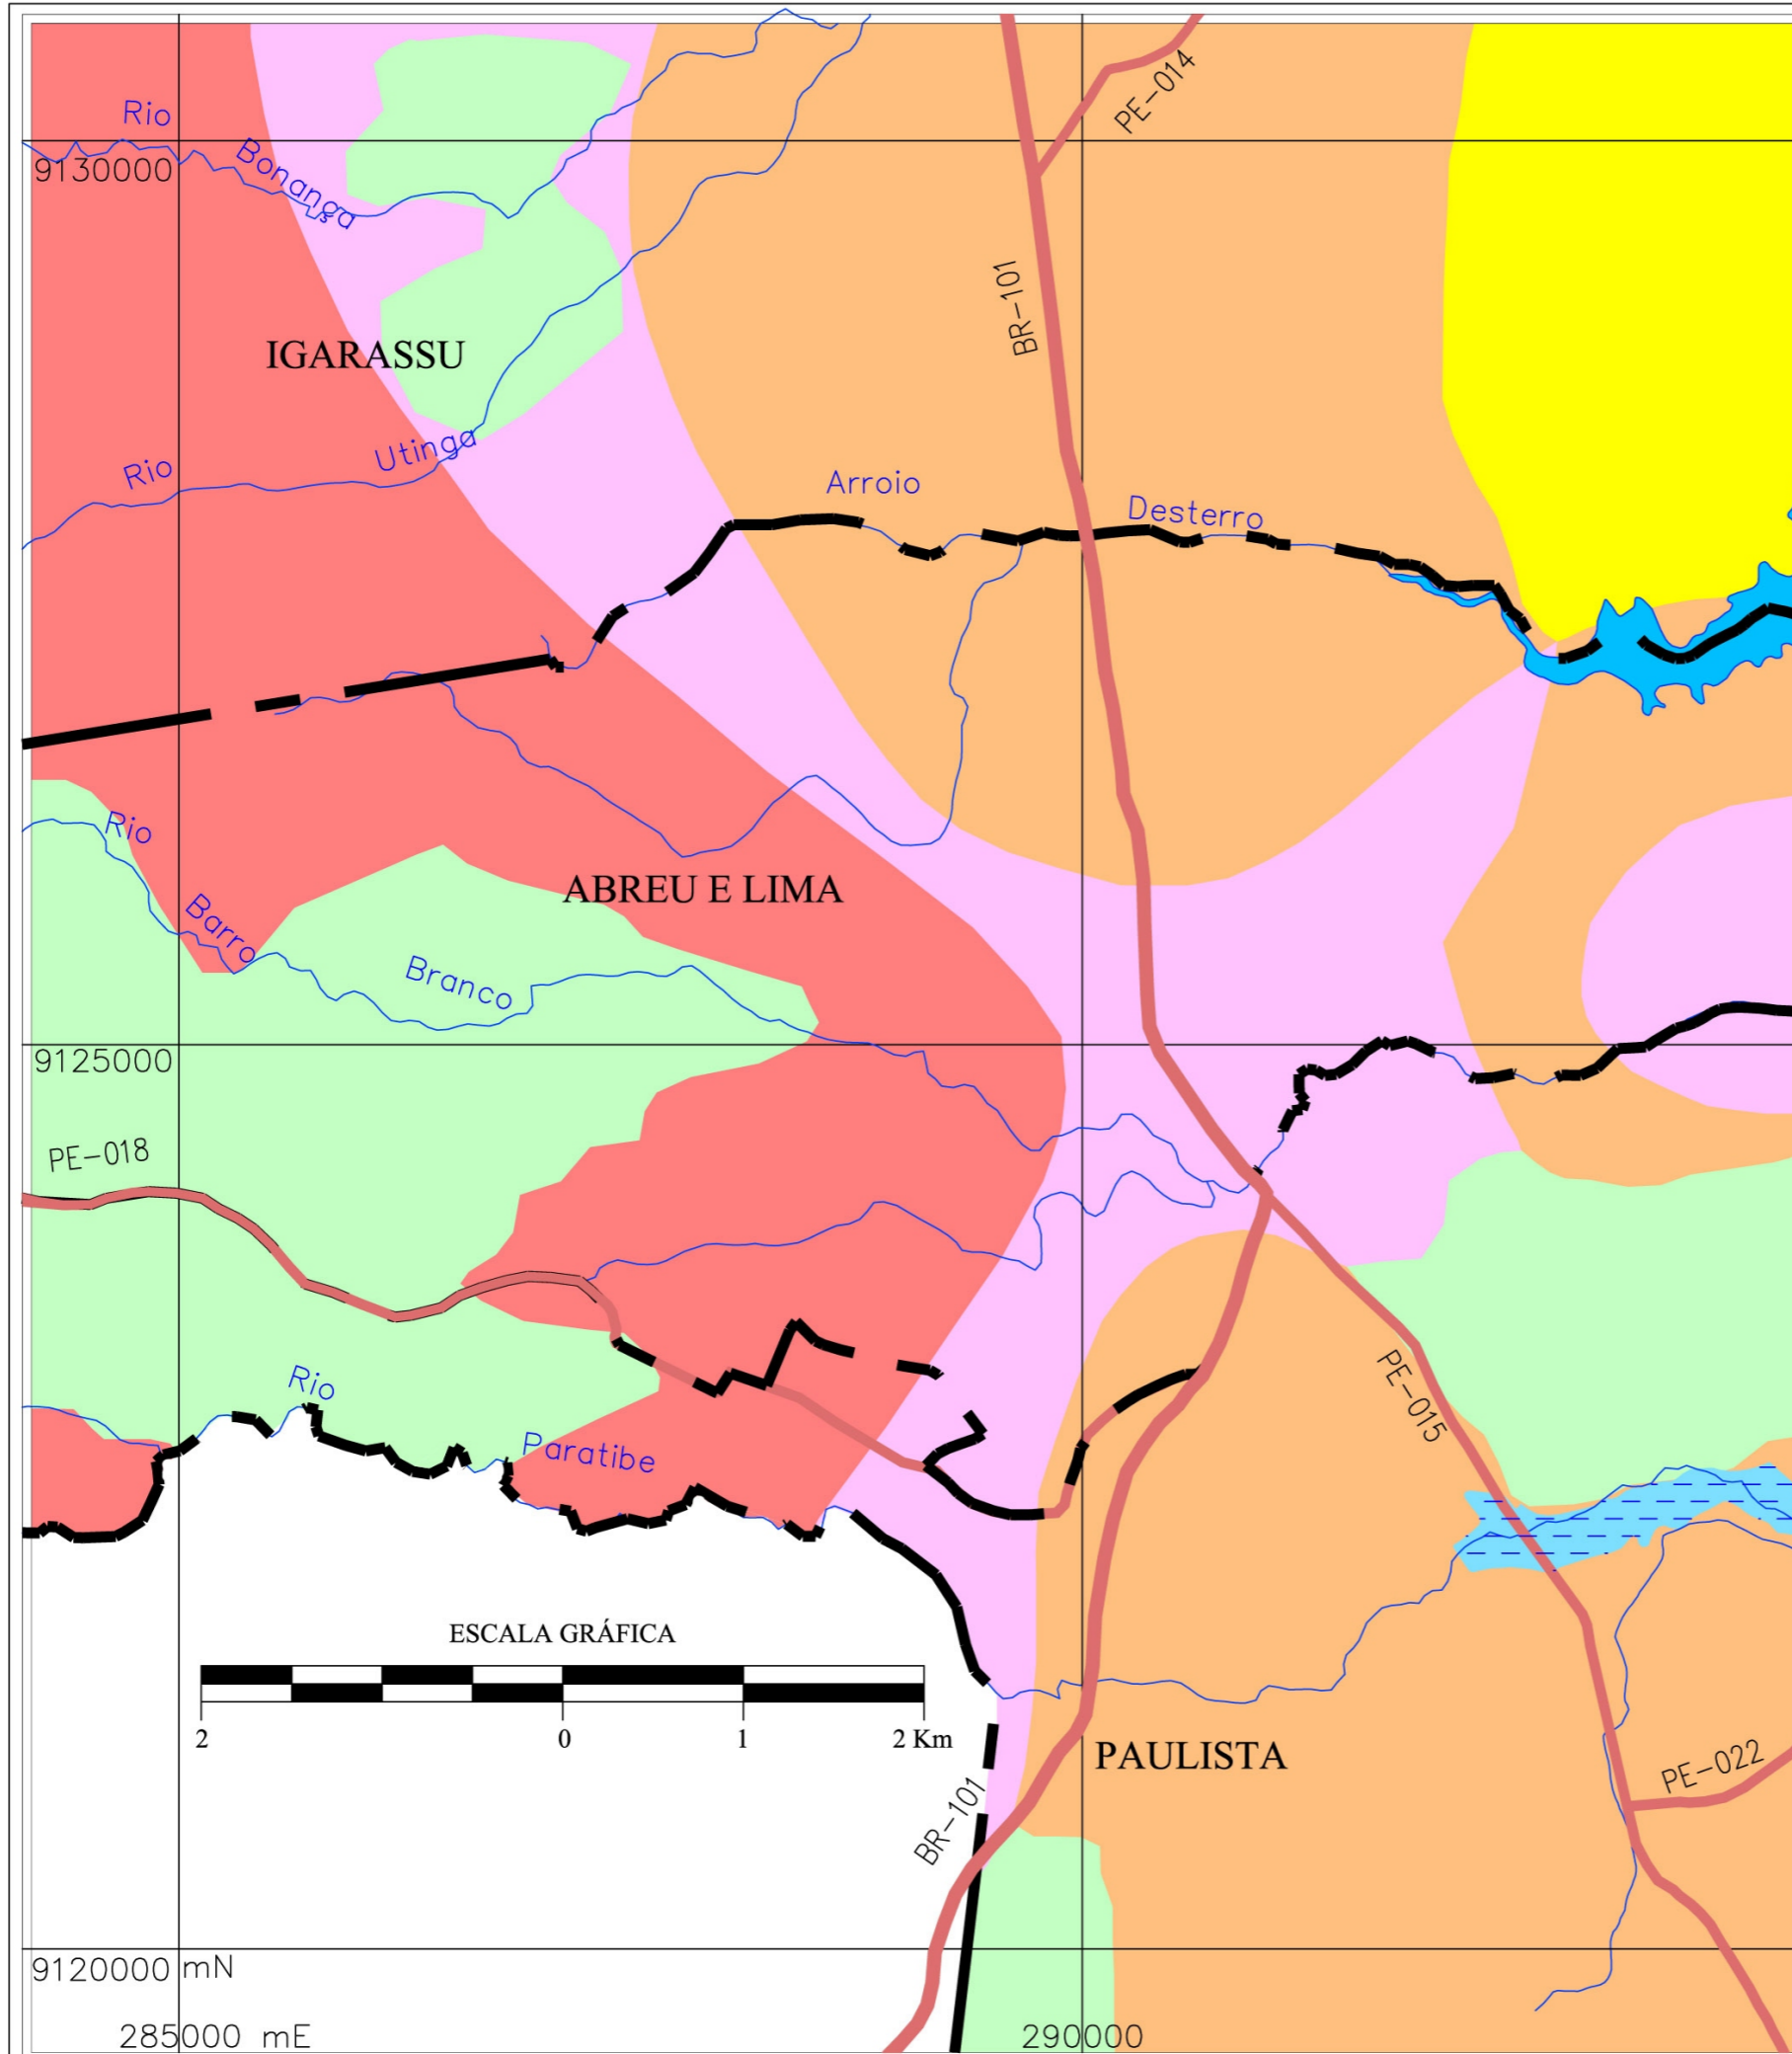 PE-014
Rio
Bonança
9130000
BR-101
IGARASSU
Rio
Utinga
Arroio
Desterro
Rio
ABREU E LIMA
Barro
Branco
9125000
PE-018
Rio
Paratibe
PE-015
ESCALA GRÁFICA
2 0 1 2 Km
PAULISTA
PE-022
BR-101
9120000 mN
285000 mE
290000